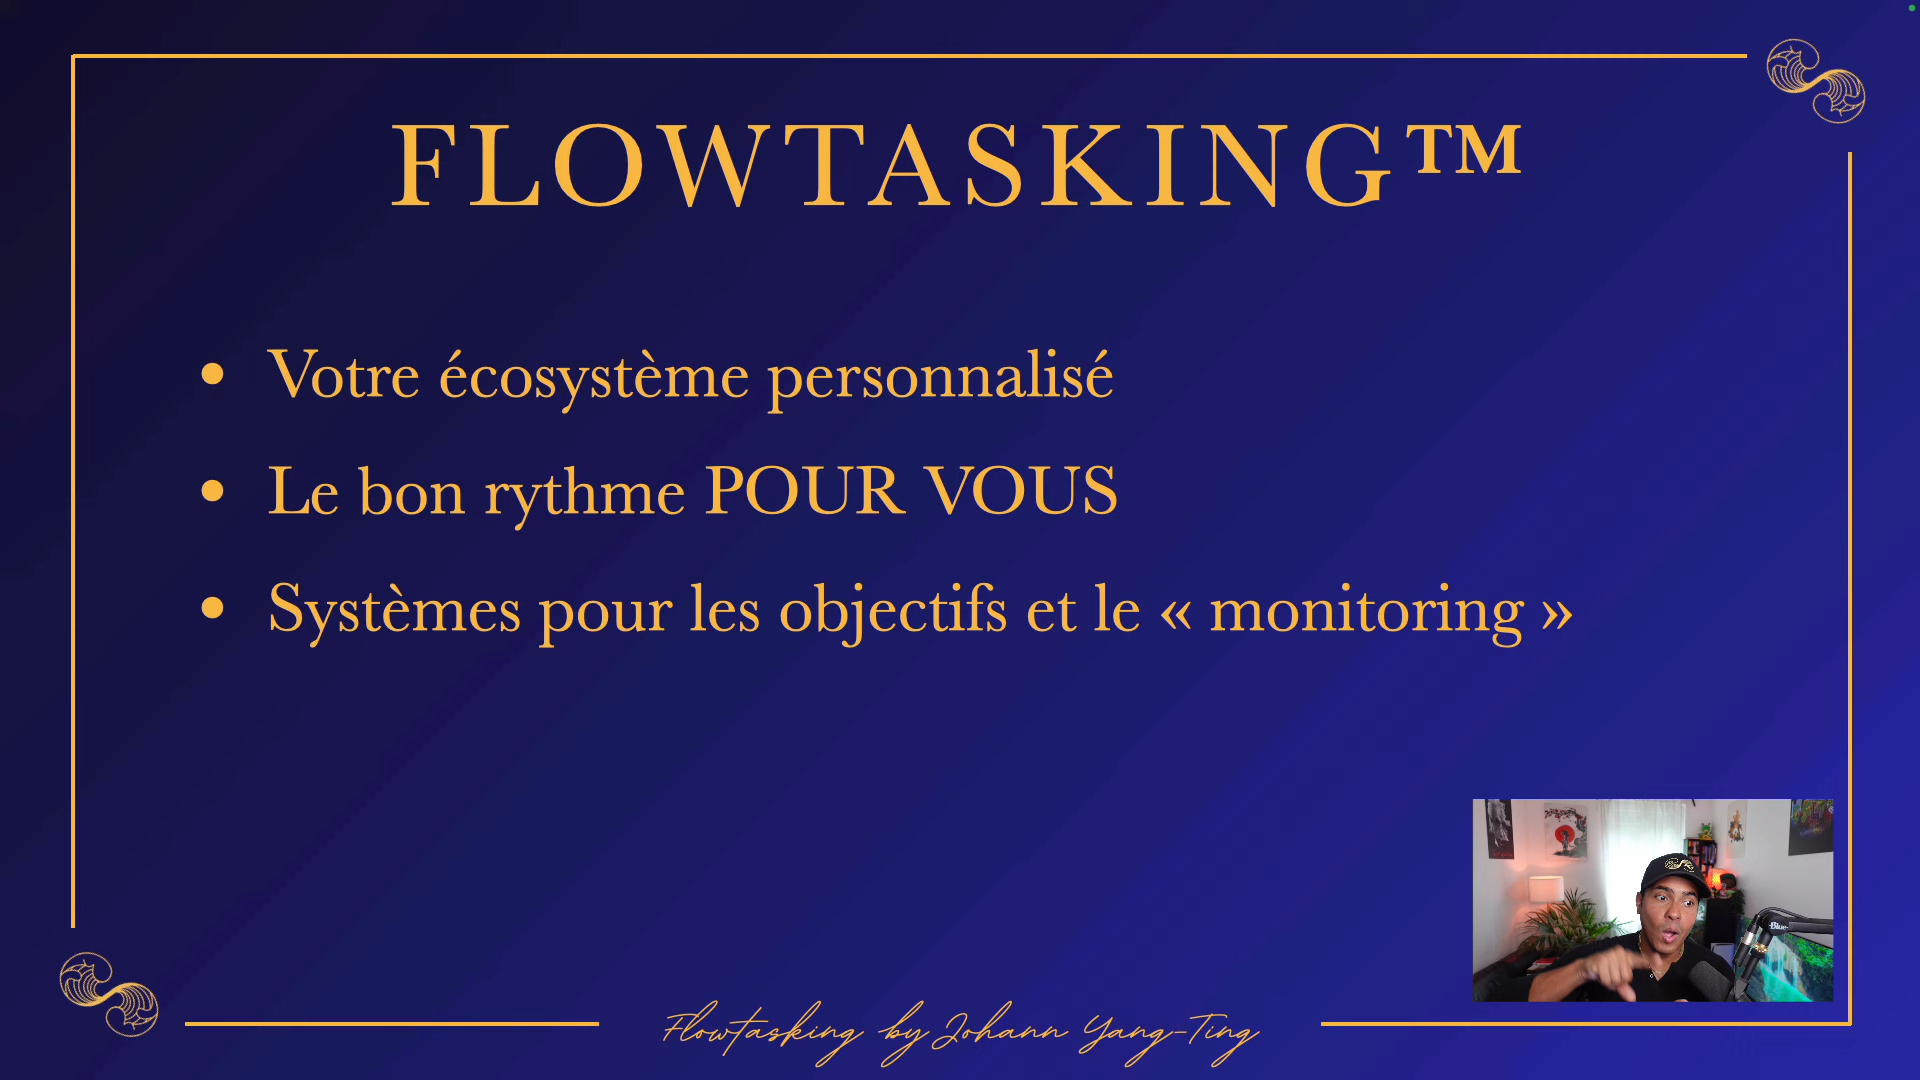 FLOWTASKING™
• Votre écosystème personnalisé
• Le bon rythme POUR VOUS
• Systèmes pour les objectifs et le « monitoring »
Blue
Flowtasking by Johann Yang-Ting